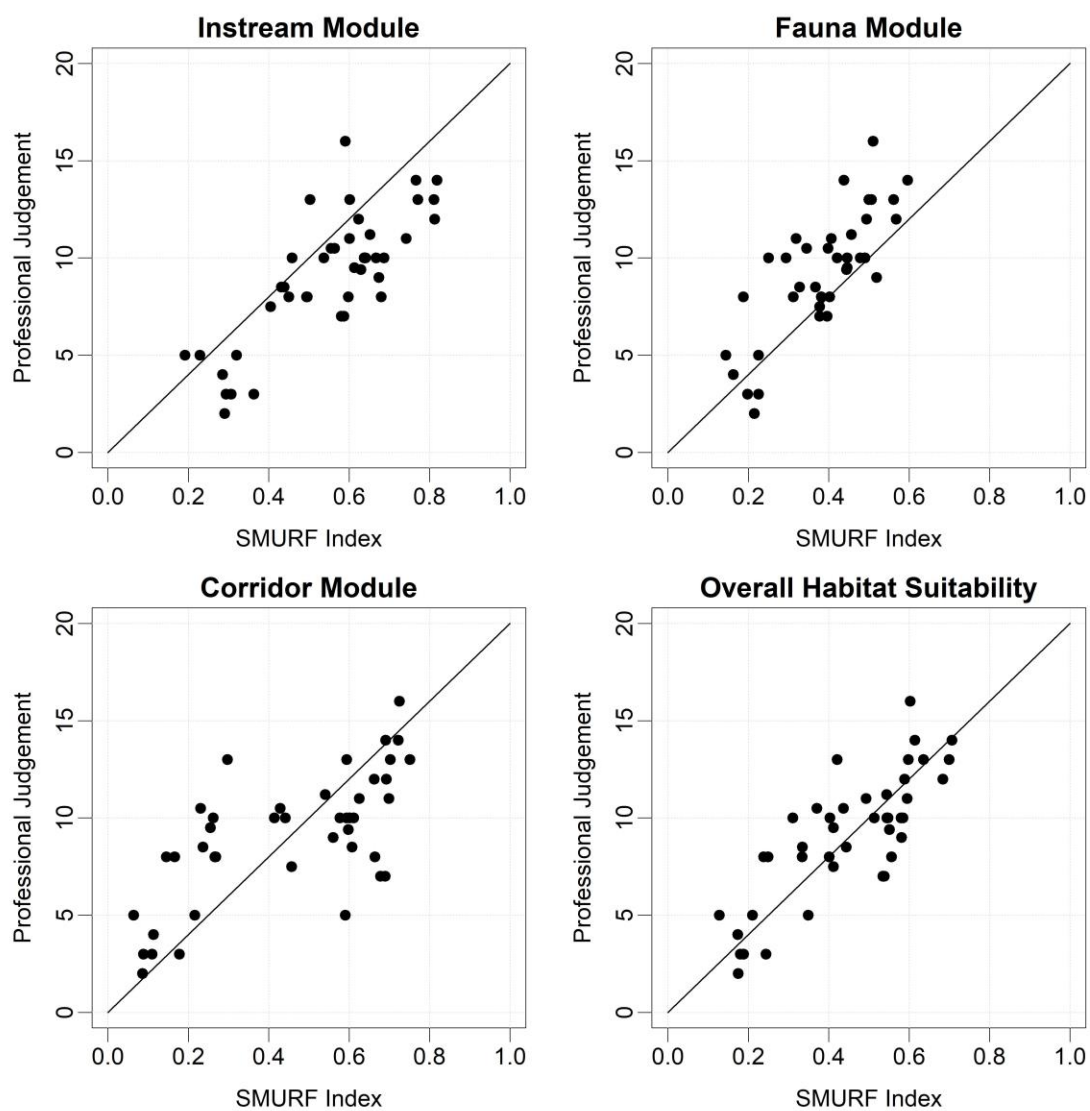 Instream Module
Professional Judgement
0 5 10 15 20
0.0 0.2 0.4 0.6 0.8 1.0
SMURF Index
Fauna Module
Professional Judgement
0 5 10 15 20
0.0 0.2 0.4 0.6 0.8 1.0
SMURF Index
Corridor Module
Professional Judgement
0 5 10 15 20
0.0 0.2 0.4 0.6 0.8 1.0
SMURF Index
Overall Habitat Suitability
Professional Judgement
0 5 10 15 20
0.0 0.2 0.4 0.6 0.8 1.0
SMURF Index